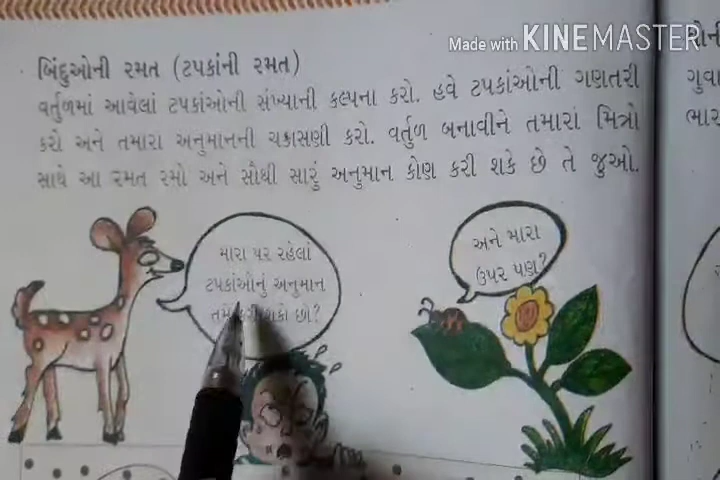 Made with KINEMASTER
બિંદુઓની રમત (ટપકાંની રમત)
વર્તુળમાં આવેલાં ટપકાંઓની સંખ્યાની કલ્પના કરો. હવે ટપકાંઓની ગણતરી
કરો અને તમારા અનુમાનની ચકાસણી કરો. વર્તુળ બનાવીને તમારાં મિત્રો
સાથે આ રમત રમો અને સૌથી સારું અનુમાન કોણ કરી શકે છે તે જુઓ.
મારા પર રહેલાં
ટપકાંઓનું અનુમાન
તમે કરી શકો છો?
અને મારા
ઉપર પણ?
ગુવા
ભાર